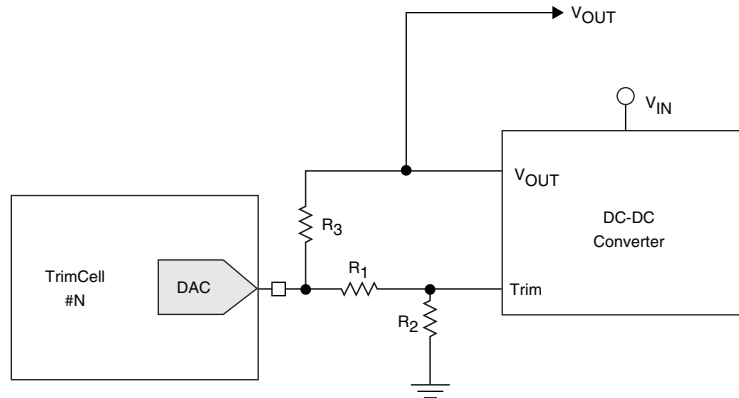 VOUT
VIN
VOUT
DC-DC
Converter
R3
TrimCell
#N
DAC
R1
Trim
R2